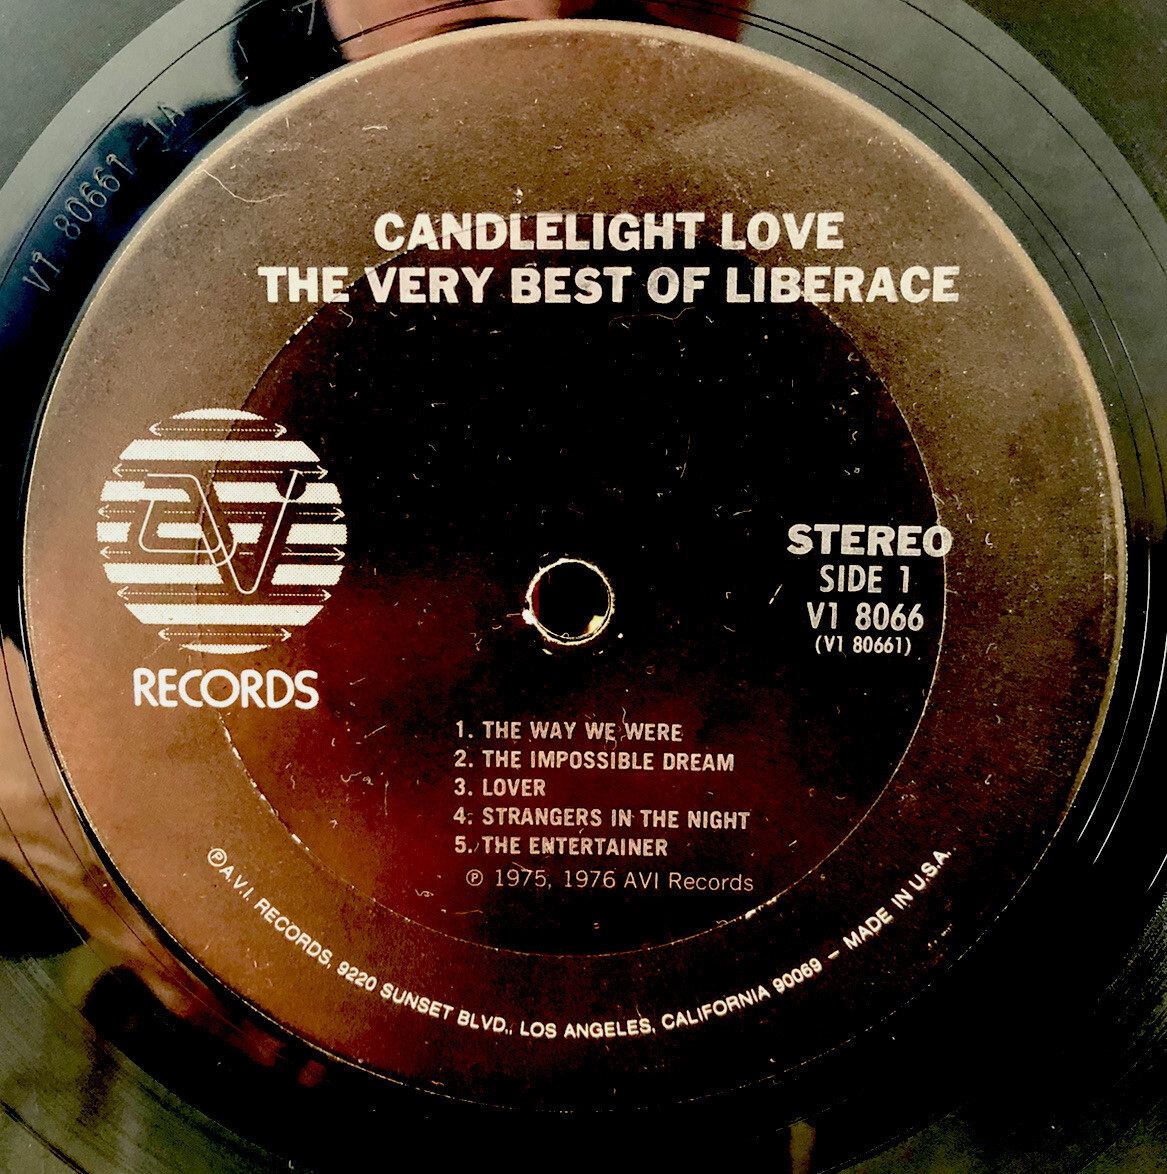 V1 80661-1A
CANDLELIGHT LOVE
THE VERY BEST OF LIBERACE
aVi
RECORDS
STEREO
SIDE 1
V1 8066
(V1 80661)
1. THE WAY WE WERE
2. THE IMPOSSIBLE DREAM
3. LOVER
4. STRANGERS IN THE NIGHT
5. THE ENTERTAINER
℗ 1975, 1976 AVI Records
℗A.V.I. RECORDS, 9220 SUNSET BLVD., LOS ANGELES, CALIFORNIA 90069 – MADE IN U.S.A.